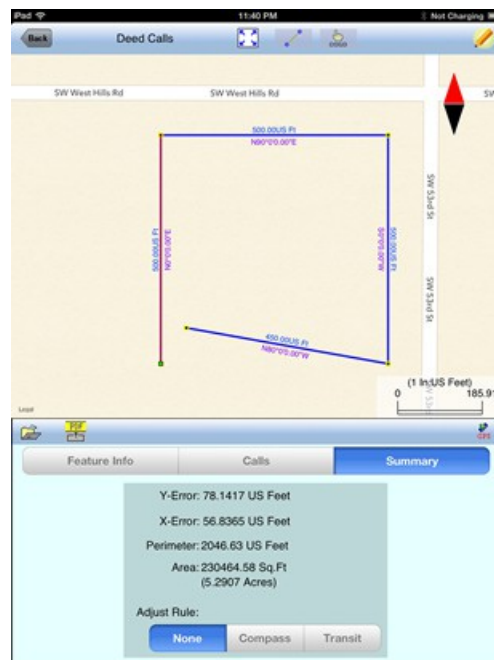 iPad 11:40 PM Not Charging
Back Deed Calls COGO
SW West Hills Rd SW West Hills Rd SW
500.00US Ft
N90°0'0.00"E
SW 53rd St
500.00US Ft
N0°0'0.00"E
S0°0'0.00"W
500.00US Ft
SW 53rd St
450.00US Ft
N80°0'0.00"W
(1 In:US Feet)
0 185.91
Legal
PDF
GPS
Feature Info Calls Summary
Y-Error: 78.1417 US Feet
X-Error: 56.8365 US Feet
Perimeter: 2046.63 US Feet
Area: 230464.58 Sq.Ft
(5.2907 Acres)
Adjust Rule:
None Compass Transit